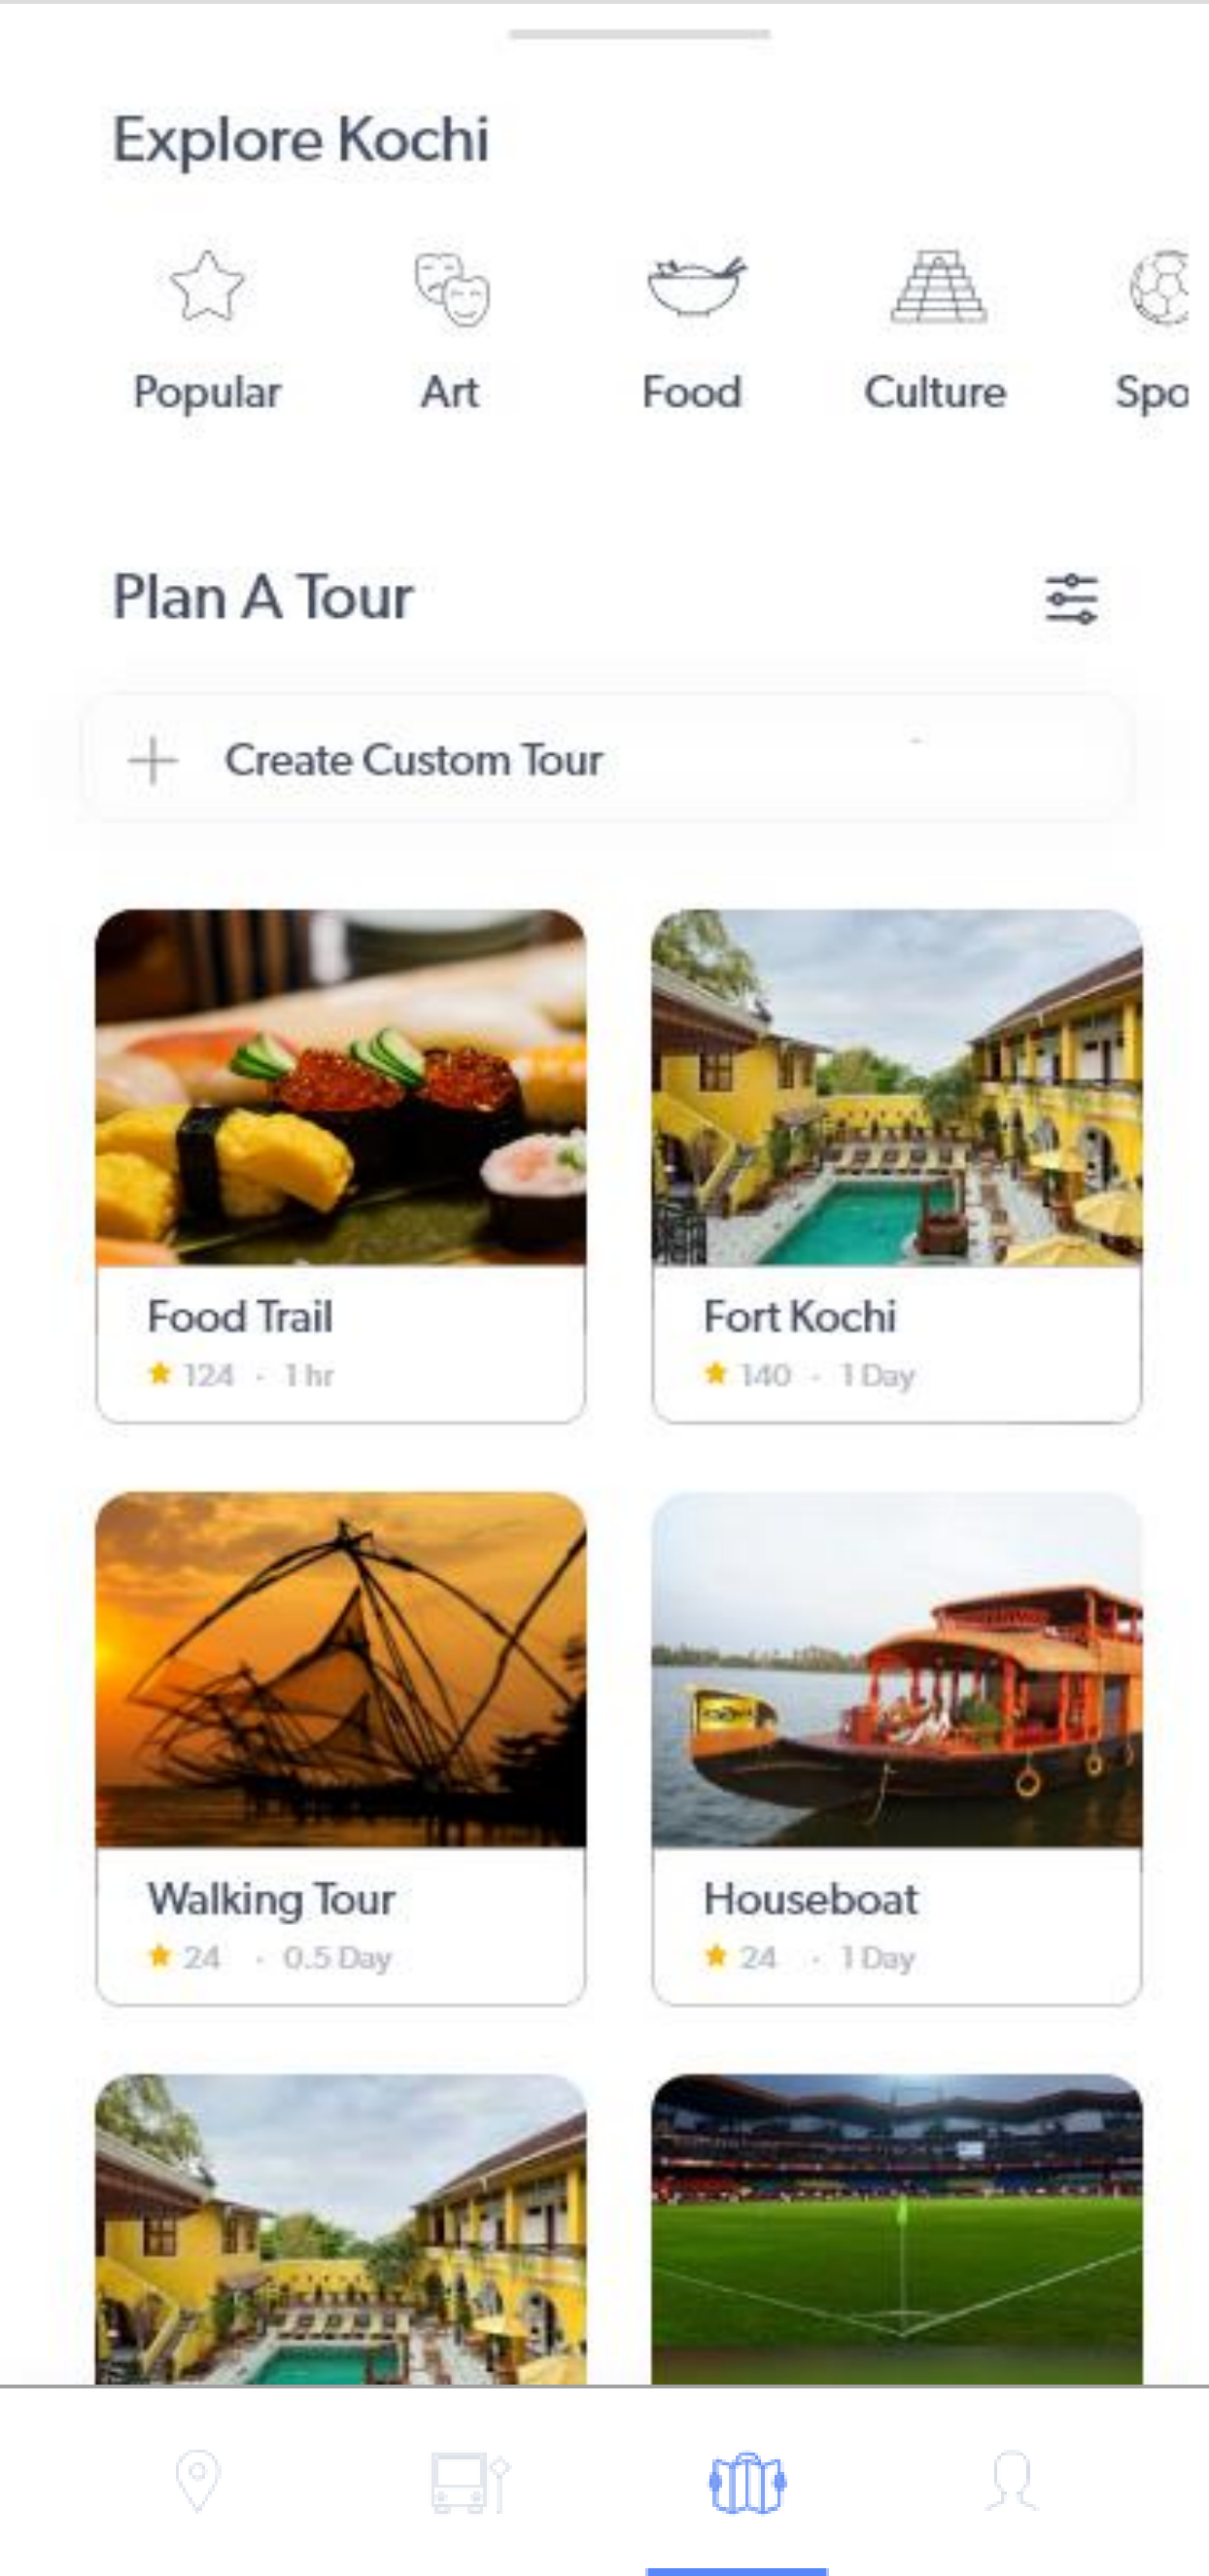 Explore Kochi
Popular Art Food Culture Spo
Plan A Tour
Create Custom Tour
Food Trail
124 · 1 hr
Fort Kochi
140 · 1 Day
Walking Tour
24 · 0.5 Day
Houseboat
24 · 1 Day